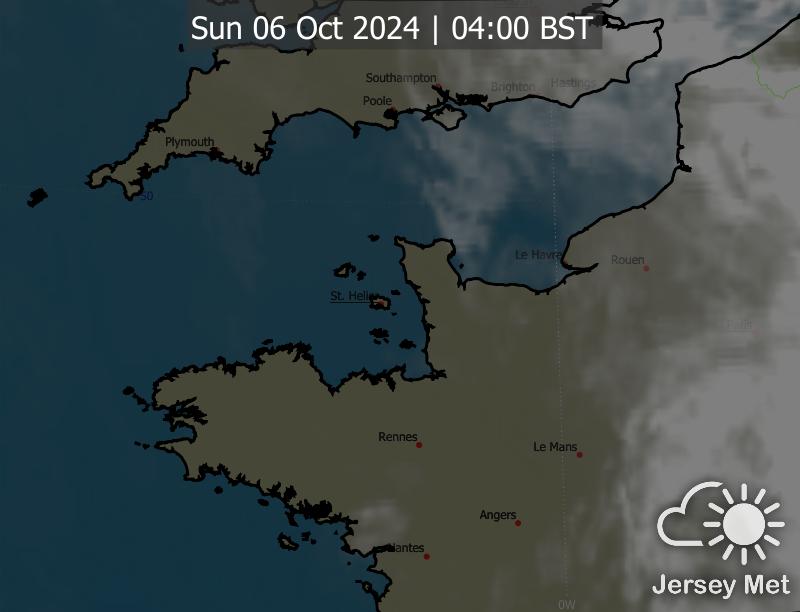 Sun 06 Oct 2024 | 04:00 BST
Southampton
Brighton
Hastings
Poole
Plymouth
50
Le Havre
Rouen
St. Helier
Paris
Rennes
Le Mans
Angers
Nantes
0W
Jersey Met